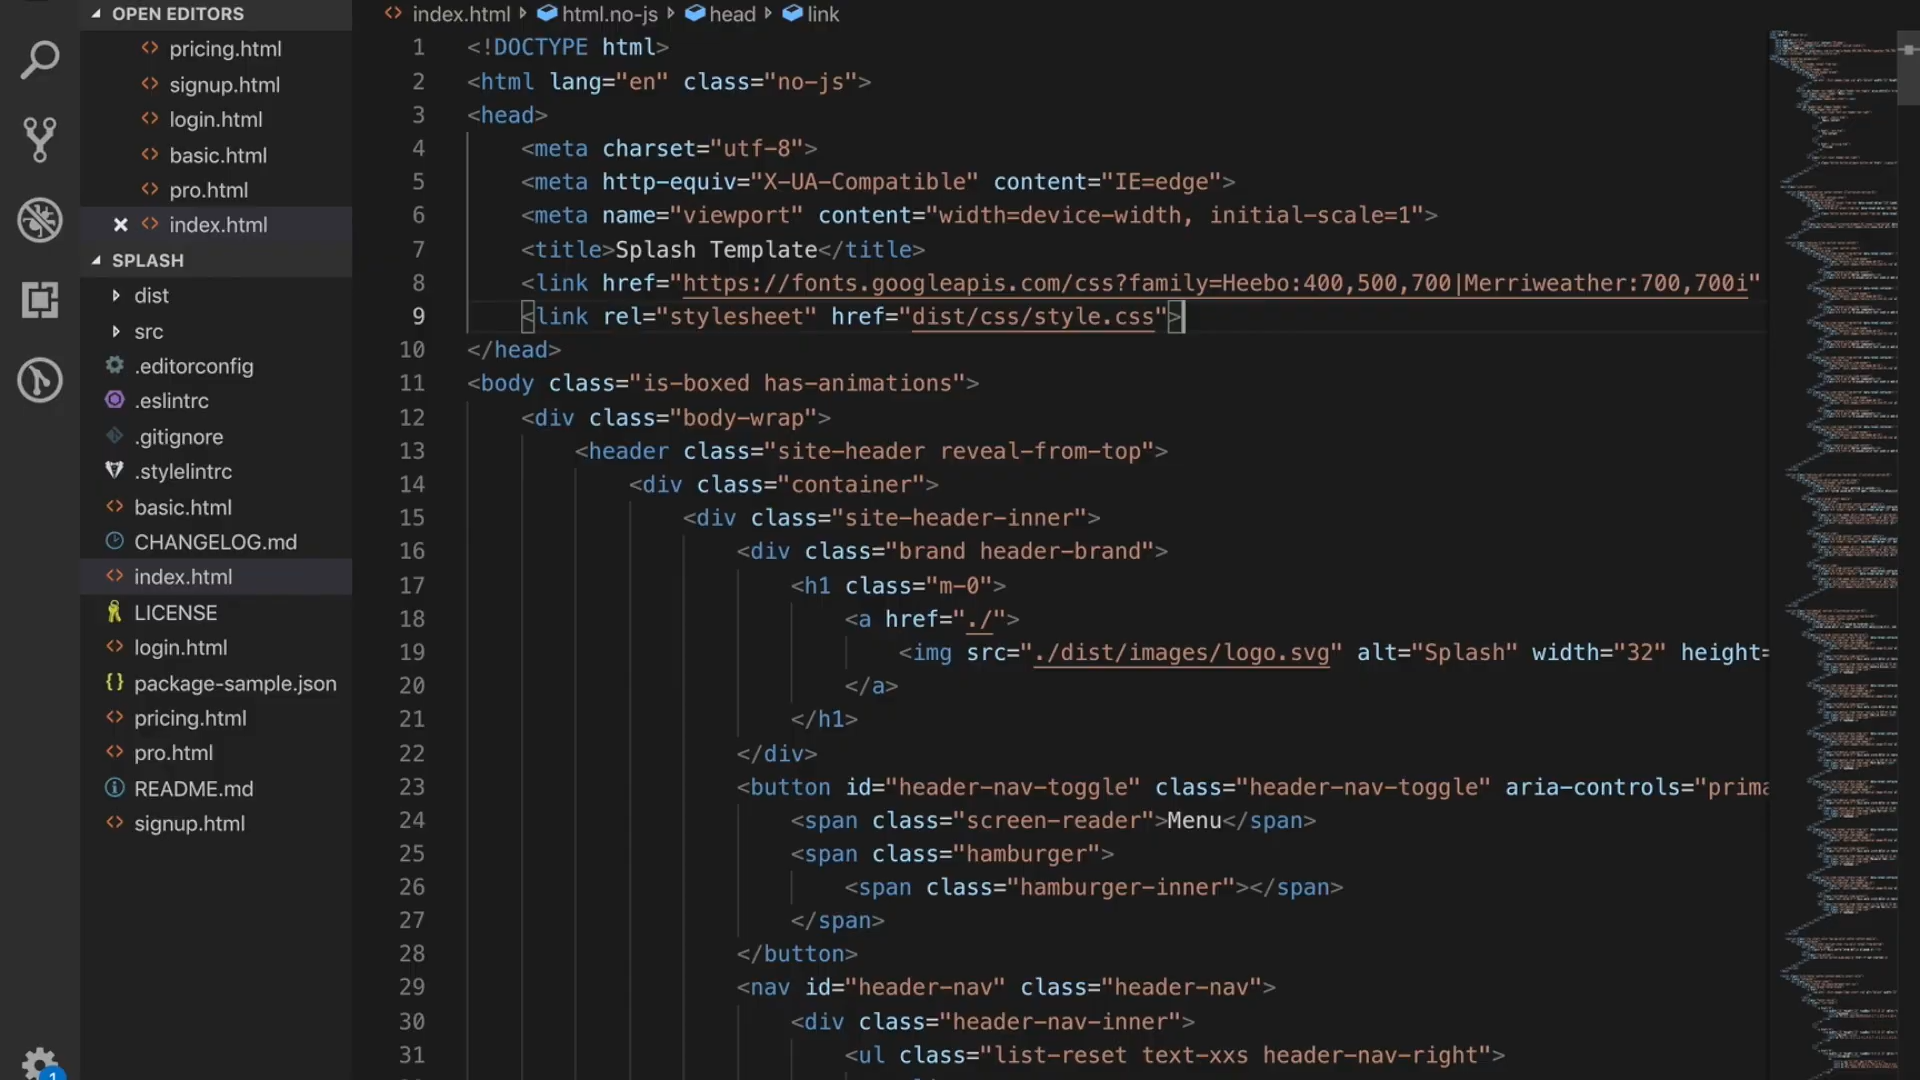 OPEN EDITORS
pricing.html
signup.html
login.html
basic.html
pro.html
index.html
SPLASH
dist
src
.editorconfig
.eslintrc
.gitignore
.stylelintrc
basic.html
CHANGELOG.md
index.html
LICENSE
login.html
package-sample.json
pricing.html
pro.html
README.md
signup.html
1
index.html html.no-js head link
1 <!DOCTYPE html>
2 <html lang="en" class="no-js">
3 <head>
4 <meta charset="utf-8">
5 <meta http-equiv="X-UA-Compatible" content="IE=edge">
6 <meta name="viewport" content="width=device-width, initial-scale=1">
7 <title>Splash Template</title>
8 <link href="https://fonts.googleapis.com/css?family=Heebo:400,500,700|Merriweather:700,700i"
9 <link rel="stylesheet" href="dist/css/style.css">
10 </head>
11 <body class="is-boxed has-animations">
12 <div class="body-wrap">
13 <header class="site-header reveal-from-top">
14 <div class="container">
15 <div class="site-header-inner">
16 <div class="brand header-brand">
17 <h1 class="m-0">
18 <a href="./">
19 <img src="./dist/images/logo.svg" alt="Splash" width="32" height=
20 </a>
21 </h1>
22 </div>
23 <button id="header-nav-toggle" class="header-nav-toggle" aria-controls="prima
24 <span class="screen-reader">Menu</span>
25 <span class="hamburger">
26 <span class="hamburger-inner"></span>
27 </span>
28 </button>
29 <nav id="header-nav" class="header-nav">
30 <div class="header-nav-inner">
31 <ul class="list-reset text-xxs header-nav-right">